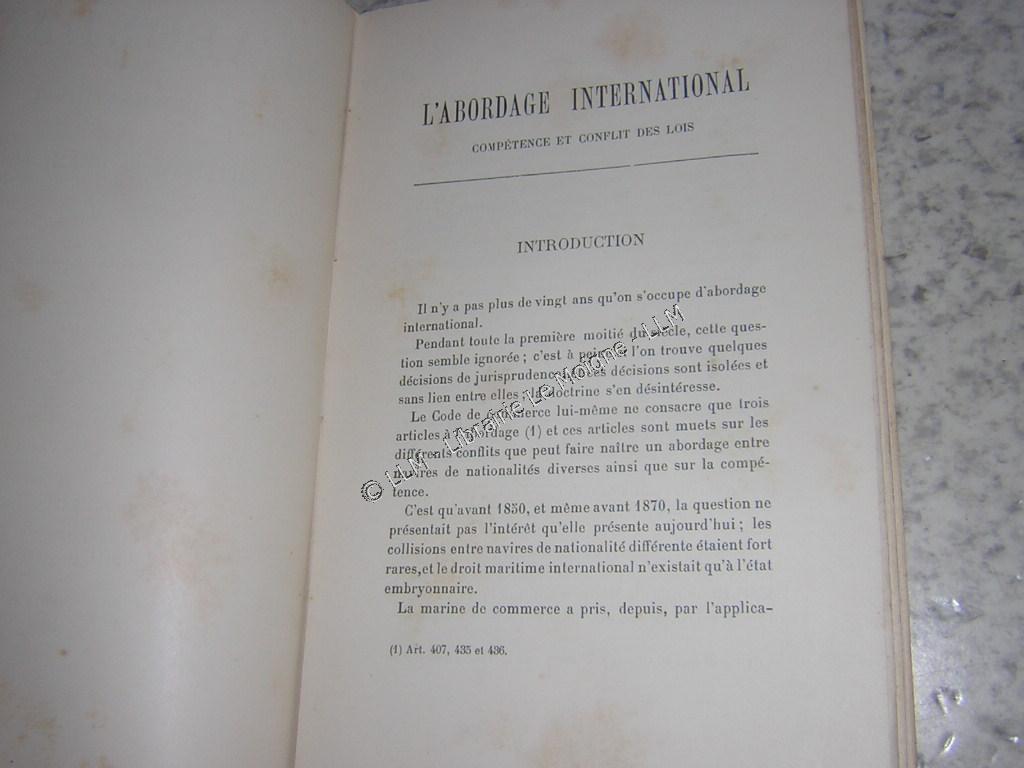 L'ABORDAGE INTERNATIONAL
COMPÉTENCE ET CONFLIT DES LOIS
INTRODUCTION
Il n'y a pas plus de vingt ans qu'on s'occupe d'abordage
international.
Pendant toute la première moitié du siècle, cette ques-
tion semble ignorée ; c'est à peine si l'on trouve quelques
décisions de jurisprudence ; ces décisions sont isolées et
sans lien entre elles ; la doctrine s'en désintéresse.
Le Code de commerce lui-même ne consacre que trois
articles à l'abordage (1) et ces articles sont muets sur les
différents conflits que peut faire naître un abordage entre
navires de nationalités diverses ainsi que sur la compé-
tence.
C'est qu'avant 1850, et même avant 1870, la question ne
présentait pas l'intérêt qu'elle présente aujourd'hui ; les
collisions entre navires de nationalité différente étaient fort
rares, et le droit maritime international n'existait qu'à l'état
embryonnaire.
La marine de commerce a pris, depuis, par l'applica-
(1) Art. 407, 435 et 436.
© LLM - Librairie Le Moigne - LLM